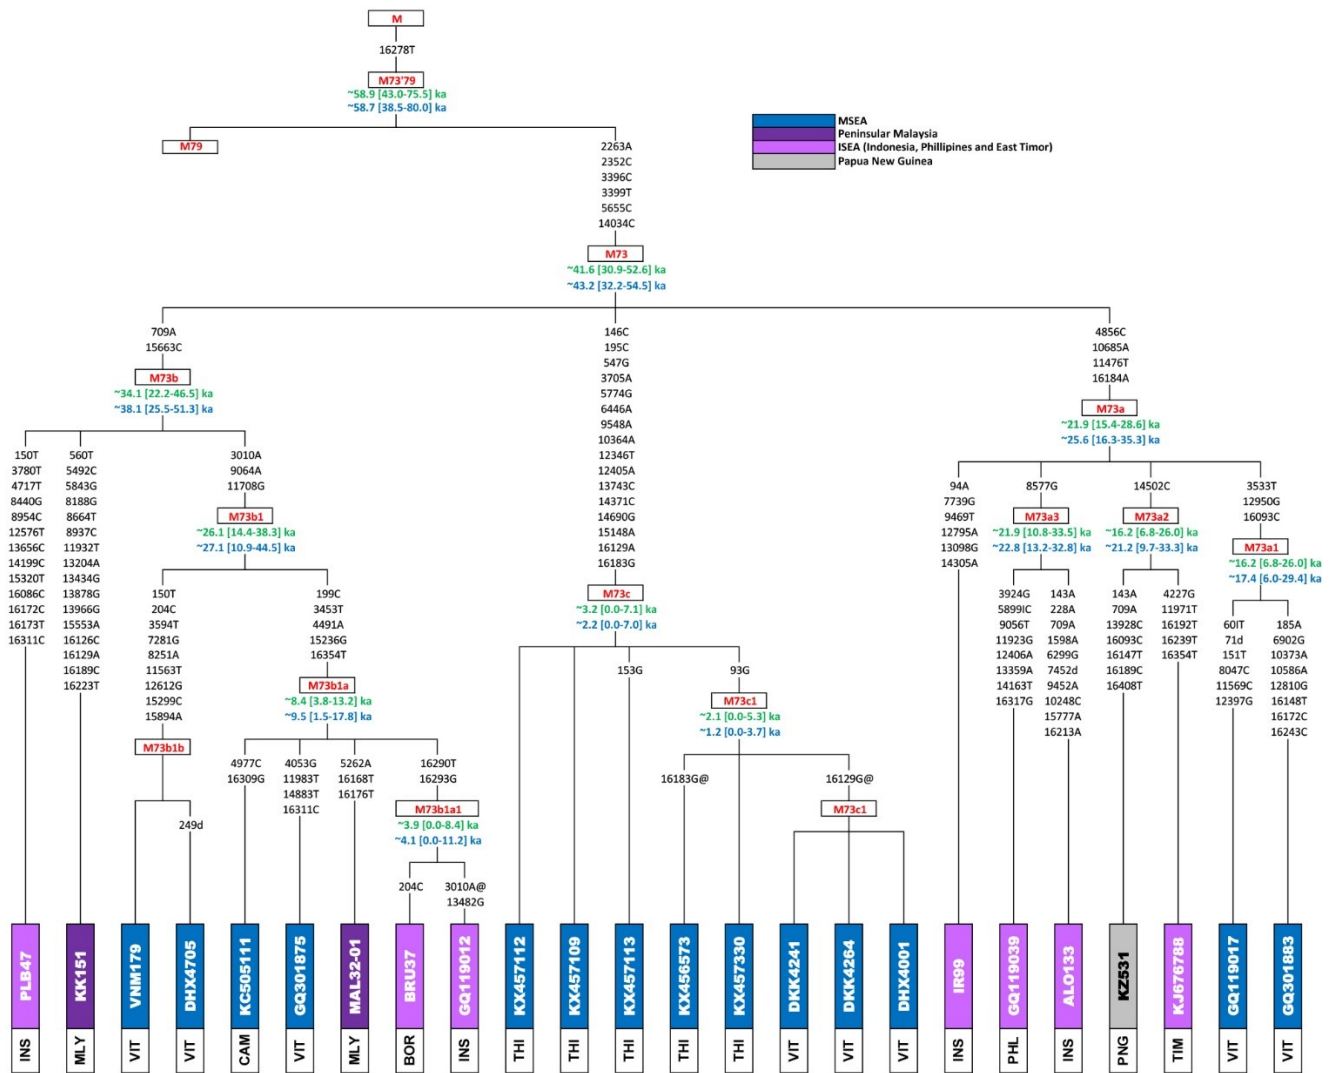 M
16278T
M73'79
~58.9 [43.0-75.5] ka
~58.7 [38.5-80.0] ka
M79
MSEA
Peninsular Malaysia
ISEA (Indonesia, Phillipines and East Timor)
Papua New Guinea
2263A
2352C
3396C
3399T
5655C
14034C
M73
~41.6 [30.9-52.6] ka
~43.2 [32.2-54.5] ka
709A
15663C
M73b
~34.1 [22.2-46.5] ka
~38.1 [25.5-51.3] ka
150T
3780T
4717T
8440G
8954C
12576T
13656C
14199C
15320T
16086C
16172C
16173T
16311C
560T
5492C
5843G
8188G
8664T
8937C
11932T
13204A
13434G
13878G
13966G
15553A
16126C
16129A
16189C
16223T
3010A
9064A
11708G
M73b1
~26.1 [14.4-38.3] ka
~27.1 [10.9-44.5] ka
150T
204C
3594T
7281G
8251A
11563T
12612G
15299C
15894A
M73b1b
249d
199C
3453T
4491A
15236G
16354T
M73b1a
~8.4 [3.8-13.2] ka
~9.5 [1.5-17.8] ka
4977C
16309G
4053G
11983T
14883T
16311C
5262A
16168T
16176T
16290T
16293G
M73b1a1
~3.9 [0.0-8.4] ka
~4.1 [0.0-11.2] ka
204C
3010A@
13482G
146C
195C
547G
3705A
5774G
6446A
9548A
10364A
12346T
12405A
13743C
14371C
14690G
15148A
16129A
16183G
M73c
~3.2 [0.0-7.1] ka
~2.2 [0.0-7.0] ka
153G
93G
M73c1
~2.1 [0.0-5.3] ka
~1.2 [0.0-3.7] ka
16183G@
16129G@
M73c1
4856C
10685A
11476T
16184A
M73a
~21.9 [15.4-28.6] ka
~25.6 [16.3-35.3] ka
94A
7739G
9469T
12795A
13098G
14305A
8577G
M73a3
~21.9 [10.8-33.5] ka
~22.8 [13.2-32.8] ka
3924G
5899IC
9056T
11923G
12406A
13359A
14163T
16317G
143A
228A
709A
1598A
6299G
7452d
9452A
10248C
15777A
16213A
14502C
M73a2
~16.2 [6.8-26.0] ka
~21.2 [9.7-33.3] ka
143A
709A
13928C
16093C
16147T
16189C
16408T
4227G
11971T
16192T
16239T
16354T
3533T
12950G
16093C
M73a1
~16.2 [6.8-26.0] ka
~17.4 [6.0-29.4] ka
60IT
71d
151T
8047C
11569C
12397G
185A
6902G
10373A
10586A
12810G
16148T
16172C
16243C
PLB47
KK151
VNM179
DHX4705
KC505111
GQ301875
MAL32-01
BRU37
GQ119012
KX457112
KX457109
KX457113
KX456573
KX457330
DKK4241
DKK4264
DHX4001
IR99
GQ119039
ALO133
KZ531
KJ676788
GQ119017
GQ301883
INS
MLY
VIT
VIT
CAM
VIT
MLY
BOR
INS
THI
THI
THI
THI
THI
VIT
VIT
VIT
INS
PHL
INS
PNG
TIM
VIT
VIT